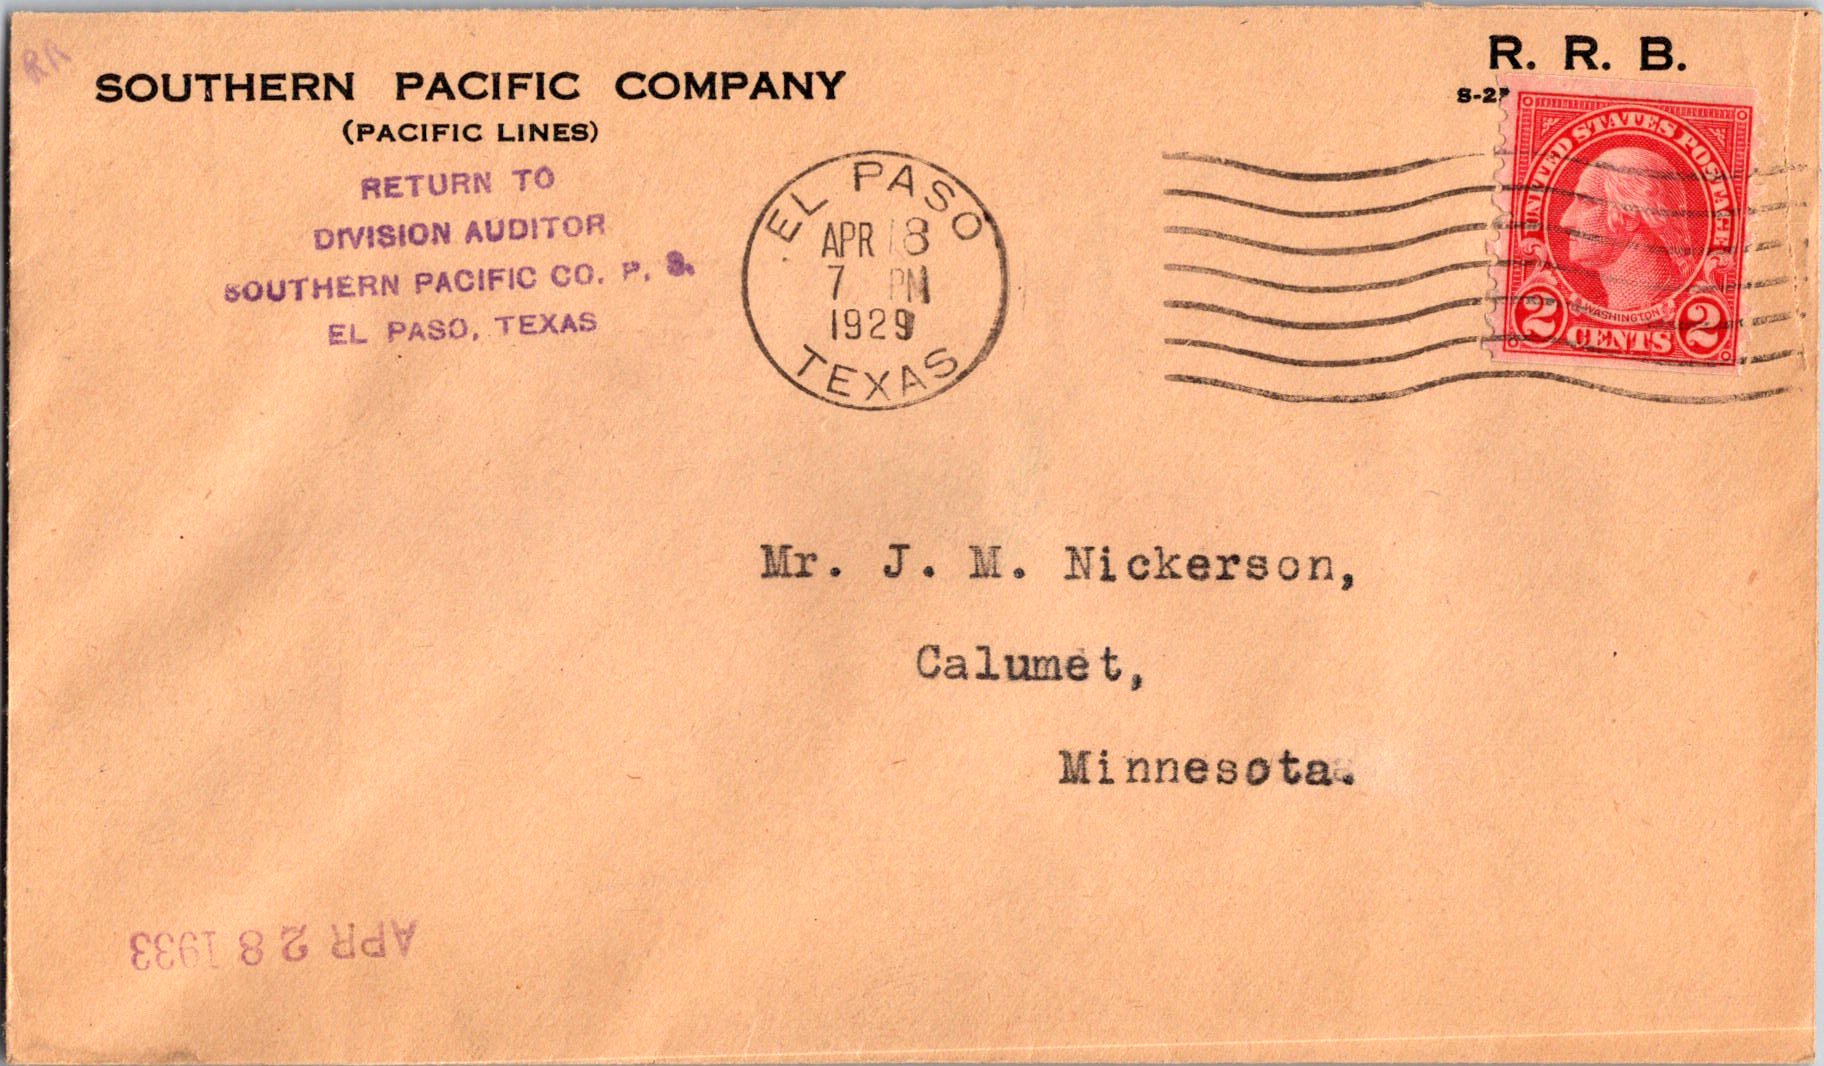 RR
SOUTHERN PACIFIC COMPANY
(PACIFIC LINES)
R. R. B.
S-2
RETURN TO
DIVISION AUDITOR
SOUTHERN PACIFIC CO. P. S.
EL PASO, TEXAS
EL PASO
APR 18
7 PM
1929
TEXAS
UNITED STATES POSTAGE
WASHINGTON
2 CENTS 2
Mr. J. M. Nickerson,
Calumet,
Minnesota.
APR 28 1933